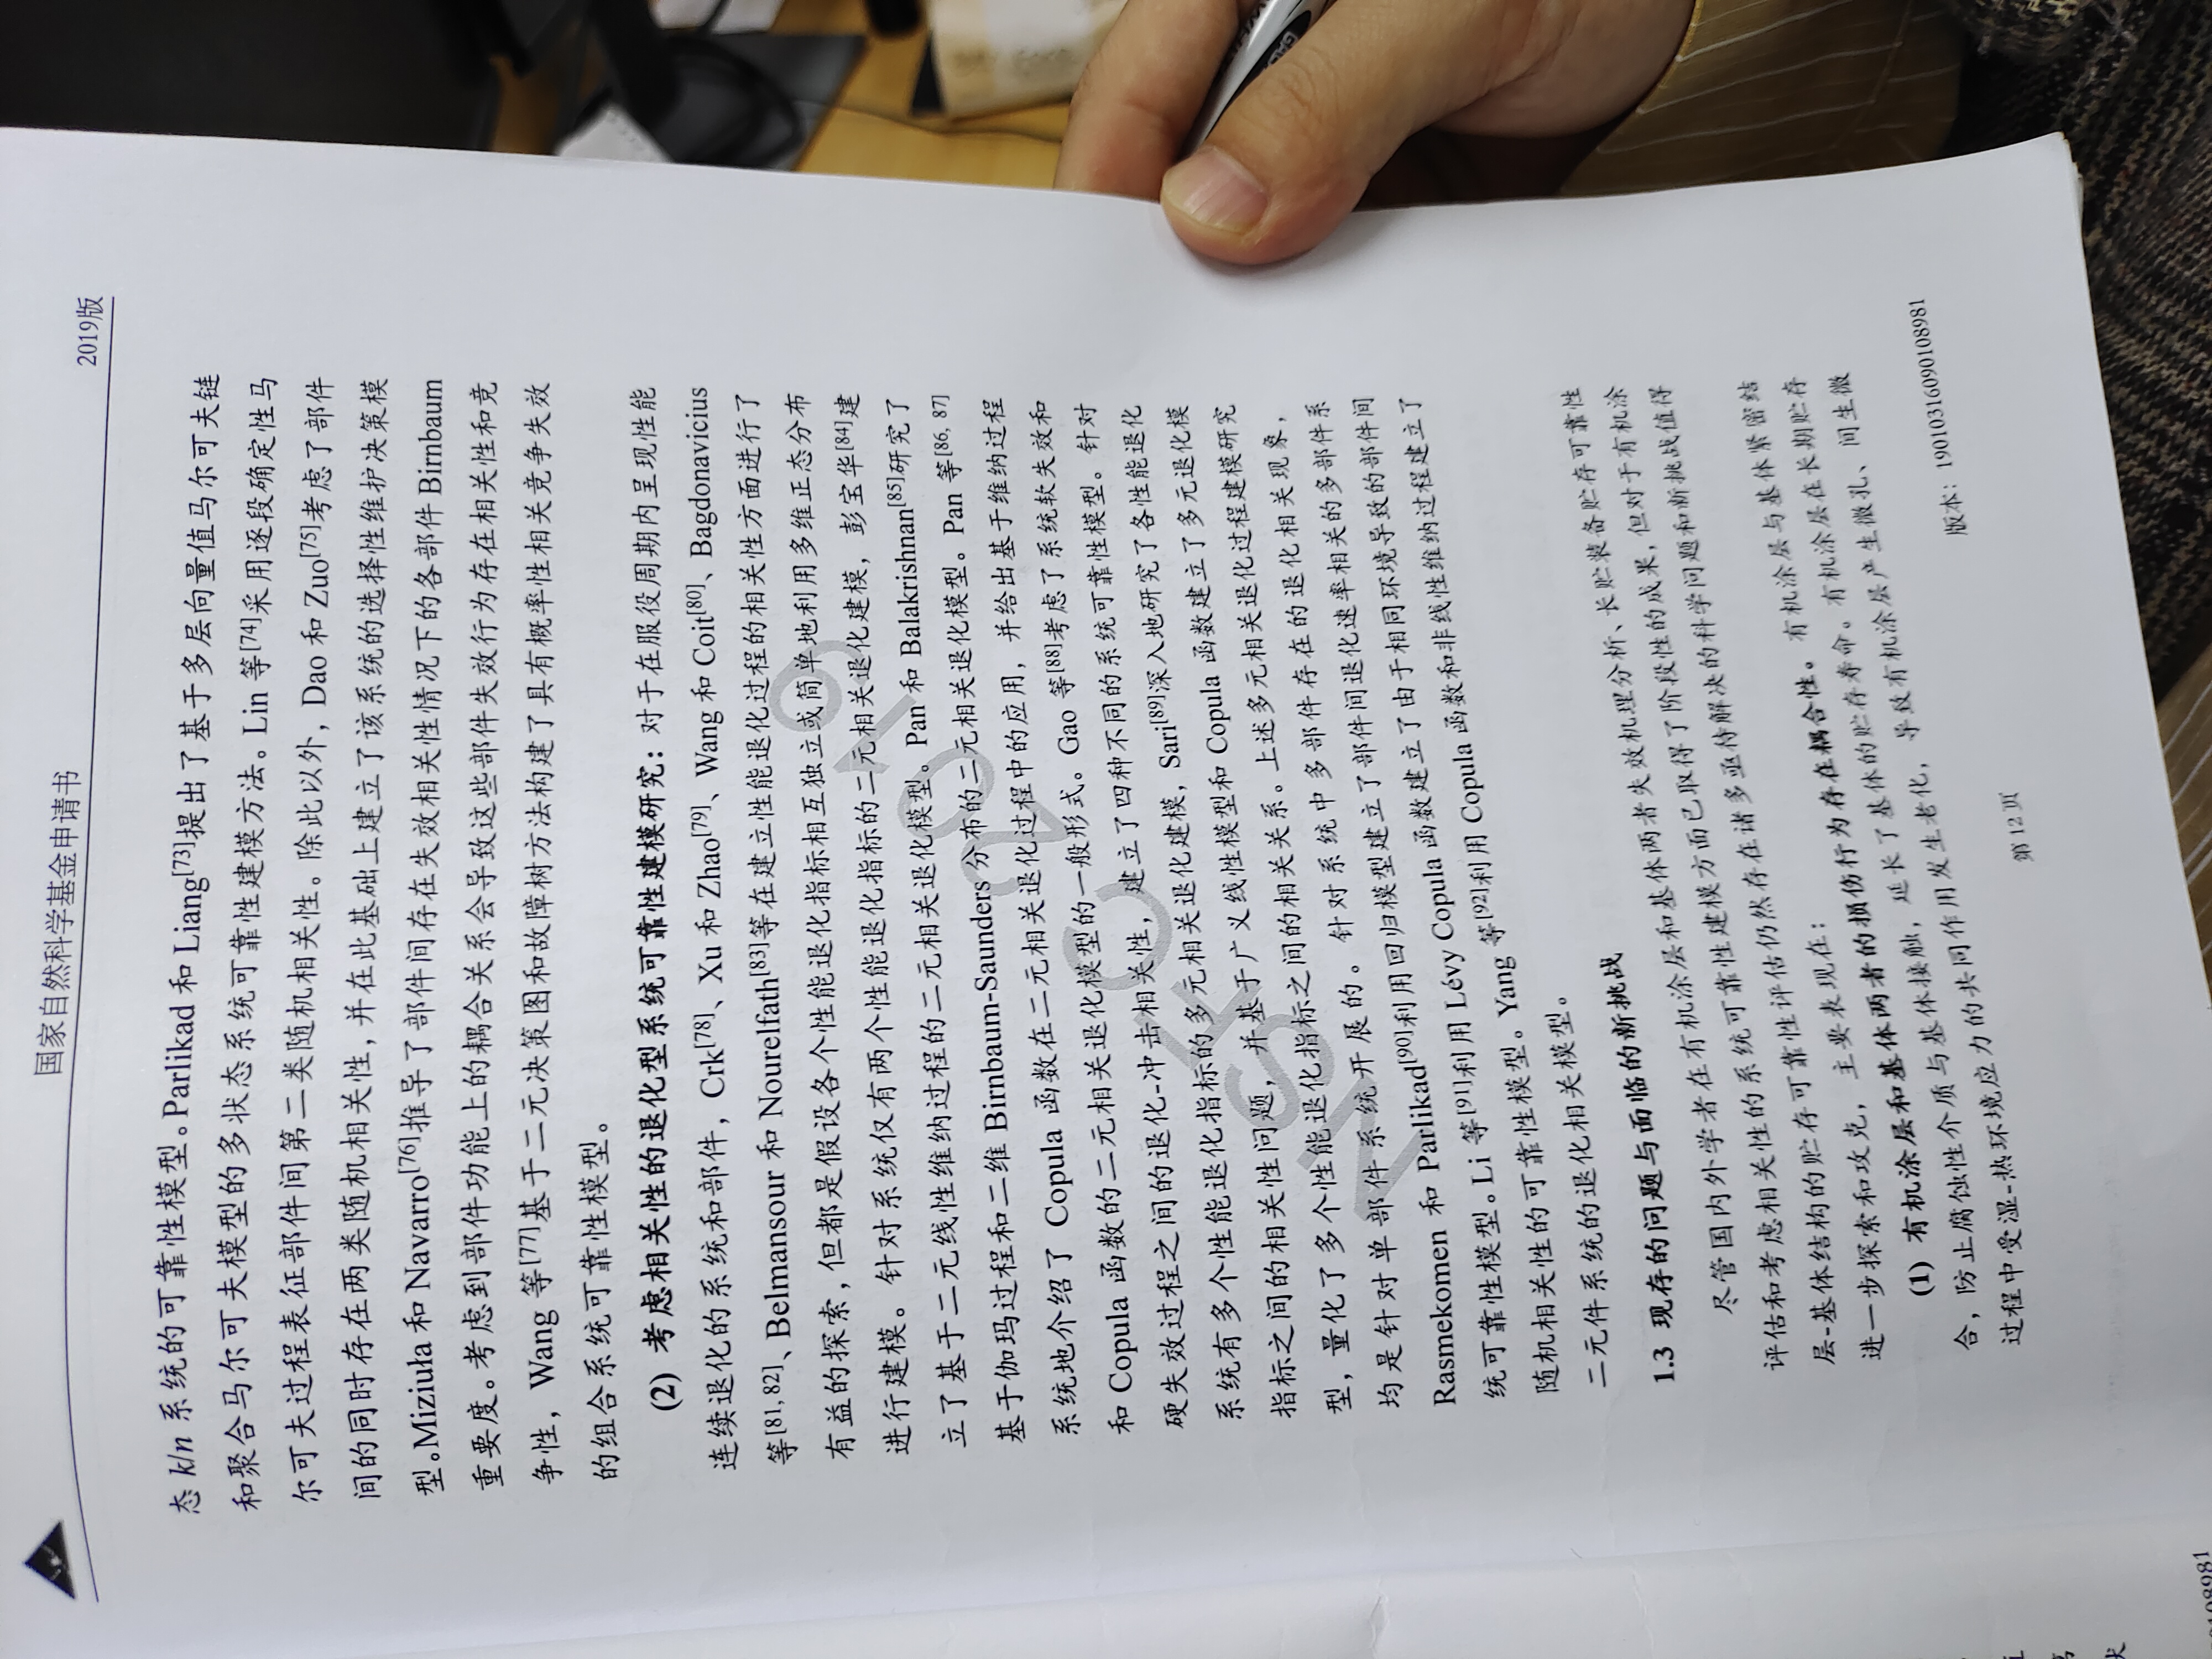 国家自然科学基金申请书
2019版
态 k/n 系统的可靠性模型。Parlikad 和 Liang[73]提出了基于多层向量值马尔可夫链
和聚合马尔可夫模型的多状态系统可靠性建模方法。Lin 等[74]采用逐段确定性马
尔可夫过程表征部件间第二类随机相关性。除此以外，Dao 和 Zuo[75]考虑了部件
间的同时存在两类随机相关性，并在此基础上建立了该系统的选择性维护决策模
型。Miziuła 和 Navarro[76]推导了部件间存在失效相关性情况下的各部件 Birnbaum
重要度。考虑到部件功能上的耦合关系会导致这些部件失效行为存在相关性和竞
争性，Wang 等[77]基于二元决策图和故障树方法构建了具有概率性相关竞争失效
的组合系统可靠性模型。
(2) 考虑相关性的退化型系统可靠性建模研究：对于在服役周期内呈现性能
连续退化的系统和部件，Crk[78]、Xu 和 Zhao[79]、Wang 和 Coit[80]、Bagdonavicius
等[81, 82]、Belmansour 和 Nourelfath[83]等在建立性能退化过程的相关性方面进行了
有益的探索，但都是假设各个性能退化指标相互独立或简单地利用多维正态分布
进行建模。针对系统仅有两个性能退化指标的二元相关退化建模，彭宝华[84]建
立了基于二元线性维纳过程的二元相关退化模型。Pan 和 Balakrishnan[85]研究了
基于伽玛过程和二维 Birnbaum-Saunders 分布的二元相关退化模型。Pan 等[86, 87]
系统地介绍了 Copula 函数在二元相关退化过程中的应用，并给出基于维纳过程
和 Copula 函数的二元相关退化模型的一般形式。Gao 等[88]考虑了系统软失效和
硬失效过程之间的退化-冲击相关性，建立了四种不同的系统可靠性模型。针对
系统有多个性能退化指标的多元相关退化建模，Sari[89]深入地研究了各性能退化
指标之间的相关性问题，并基于广义线性模型和 Copula 函数建立了多元退化模
型，量化了多个性能退化指标之间的相关关系。上述多元相关退化过程建模研究
均是针对单部件系统开展的。针对系统中多部件存在的退化相关现象，
Rasmekomen 和 Parlikad[90]利用回归模型建立了部件间退化速率相关的多部件系
统可靠性模型。Li 等[91]利用 Lévy Copula 函数建立了由于相同环境导致的部件间
随机相关性的可靠性模型。Yang 等[92]利用 Copula 函数和非线性维纳过程建立了
二元件系统的退化相关模型。
1.3 现存的问题与面临的新挑战
尽管国内外学者在有机涂层和基体两者失效机理分析、长贮装备贮存可靠性
评估和考虑相关性的系统可靠性建模方面已取得了阶段性的成果，但对于有机涂
层-基体结构的贮存可靠性评估仍然存在诸多亟待解决的科学问题和新挑战值得
进一步探索和攻克，主要表现在：
(1) 有机涂层和基体两者的损伤行为存在耦合性。有机涂层与基体紧密结
合，防止腐蚀性介质与基体接触，延长了基体的贮存寿命。有机涂层在长期贮存
过程中受湿-热环境应力的共同作用发生老化，导致有机涂层产生微孔、间生微
版本：19010316090108981
第 12 页
NSFC 2019